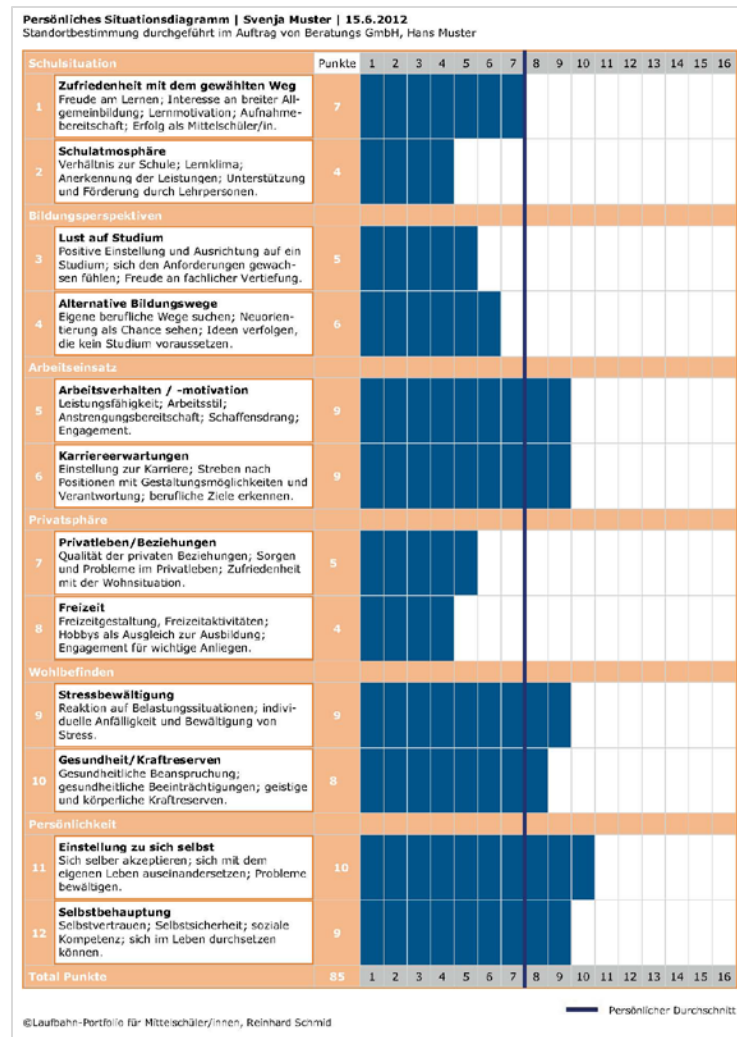 Persönliches Situationsdiagramm | Svenja Muster | 15.6.2012
Standortbestimmung durchgeführt im Auftrag von Beratungs GmbH, Hans Muster
Schulsituation Punkte 1 2 3 4 5 6 7 8 9 10 11 12 13 14 15 16
Zufriedenheit mit dem gewählten Weg
Freude am Lernen; Interesse an breiter All-
1 gemeinbildung; Lernmotivation; Aufnahme- 7
bereitschaft; Erfolg als Mittelschüler/in.
Schulatmosphäre
Verhältnis zur Schule; Lernklima;
2 Anerkennung der Leistungen; Unterstützung 4
und Förderung durch Lehrpersonen.
Bildungsperspektiven
Lust auf Studium
Positive Einstellung und Ausrichtung auf ein
3 Studium; sich den Anforderungen gewach- 5
sen fühlen; Freude an fachlicher Vertiefung.
Alternative Bildungswege
Eigene berufliche Wege suchen; Neuorien-
4 tierung als Chance sehen; Ideen verfolgen, 6
die kein Studium voraussetzen.
Arbeitseinsatz
Arbeitsverhalten / -motivation
Leistungsfähigkeit; Arbeitsstil;
5 Anstrengungsbereitschaft; Schaffensdrang; 9
Engagement.
Karriereerwartungen
Einstellung zur Karriere; Streben nach
6 Positionen mit Gestaltungsmöglichkeiten und 9
Verantwortung; berufliche Ziele erkennen.
Privatsphäre
Privatleben/Beziehungen
Qualität der privaten Beziehungen; Sorgen
7 und Probleme im Privatleben; Zufriedenheit 5
mit der Wohnsituation.
Freizeit
Freizeitgestaltung, Freizeitaktivitäten;
8 Hobbys als Ausgleich zur Ausbildung; 4
Engagement für wichtige Anliegen.
Wohlbefinden
Stressbewältigung
Reaktion auf Belastungssituationen; indivi-
9 duelle Anfälligkeit und Bewältigung von 9
Stress.
Gesundheit/Kraftreserven
Gesundheitliche Beanspruchung;
10 gesundheitliche Beeinträchtigungen; geistige 8
und körperliche Kraftreserven.
Persönlichkeit
Einstellung zu sich selbst
Sich selber akzeptieren; sich mit dem
11 eigenen Leben auseinandersetzen; Probleme 10
bewältigen.
Selbstbehauptung
Selbstvertrauen; Selbstsicherheit; soziale
12 Kompetenz; sich im Leben durchsetzen 9
können.
Total Punkte 85 1 2 3 4 5 6 7 8 9 10 11 12 13 14 15 16
Persönlicher Durchschnitt
©Laufbahn-Portfolio für Mittelschüler/innen, Reinhard Schmid